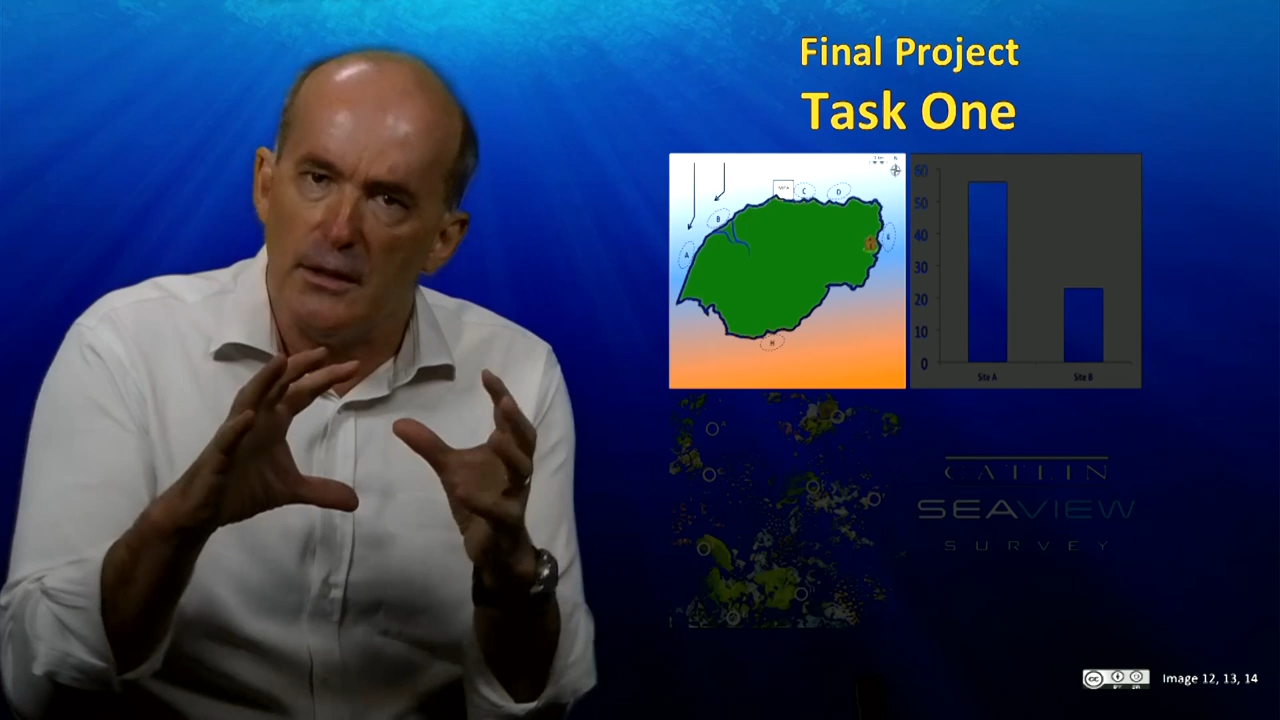 Final Project
Task One
B
C
D
A
E
H
60
50
40
30
20
10
0
Site A
Site B
CATLIN
SEAVIEW
SURVEY
cc
Image 12, 13, 14